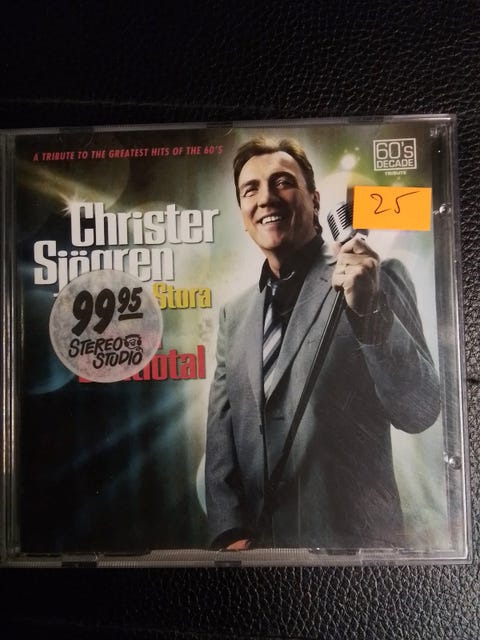 A TRIBUTE TO THE GREATEST HITS OF THE 60'S
60's
DECADE
TRIBUTE
25
Christer
Sjögren
Stora
99 95
STEREO
STUDIO